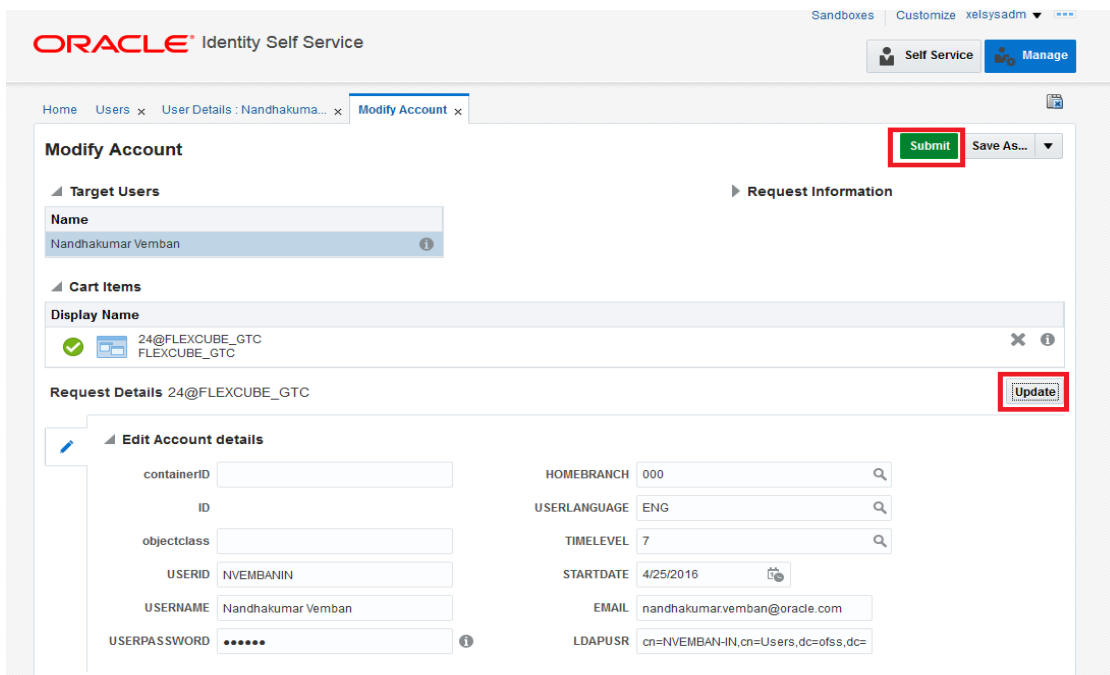 Sandboxes Customize xelsysadm
ORACLE® Identity Self Service
Self Service Manage
Home Users x User Details : Nandhakuma... x Modify Account x
Modify Account
Submit Save As...
Target Users
Request Information
Name
Nandhakumar Vemban
Cart Items
Display Name
24@FLEXCUBE_GTC
FLEXCUBE_GTC
Request Details 24@FLEXCUBE_GTC
Update
Edit Account details
containerID
HOMEBRANCH 000
ID
USERLANGUAGE ENG
objectclass
TIMELEVEL 7
USERID NVEMBANIN
STARTDATE 4/25/2016
USERNAME Nandhakumar Vemban
EMAIL nandhakumar.vemban@oracle.com
USERPASSWORD ••••••
LDAPUSR cn=NVEMBAN-IN,cn=Users,dc=ofss,dc=